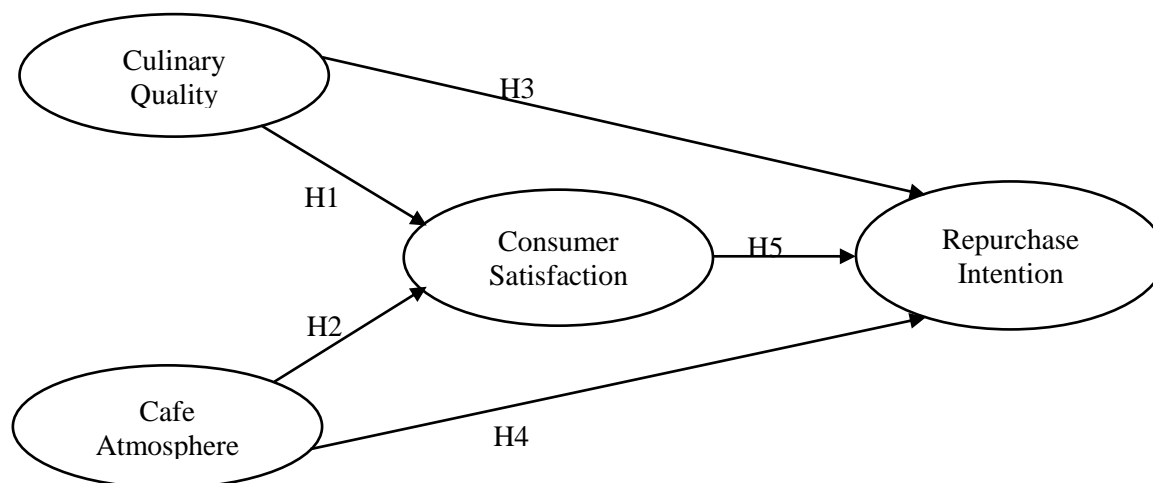 Culinary
Quality
H3
H1
Consumer
Satisfaction
H5
Repurchase
Intention
H2
Cafe
Atmosphere
H4